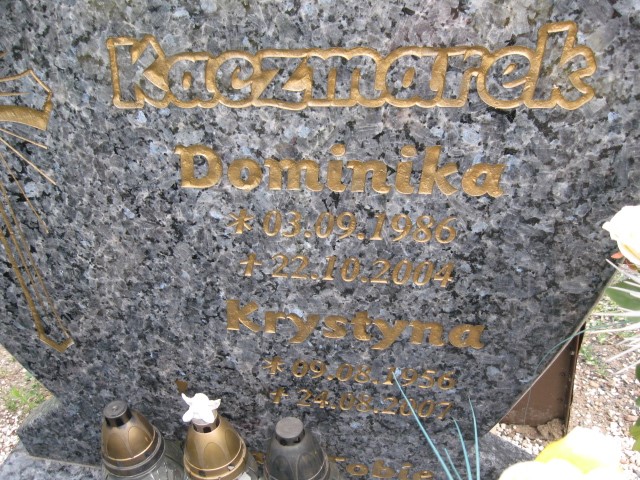 Kaczmarek
Dominika
* 03.09.1986
+ 22.10.2004
Krystyna
* 09.08.1956
+ 24.08.2007